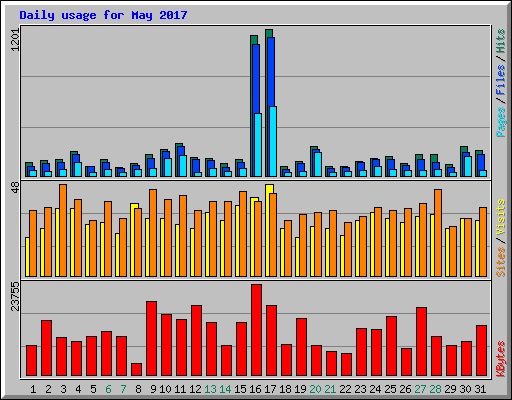 Daily usage for May 2017
1201
Pages / Files / Hits
48
Sites / Visits
23755
KBytes
1 2 3 4 5 6 7 8 9 10 11 12 13 14 15 16 17 18 19 20 21 22 23 24 25 26 27 28 29 30 31